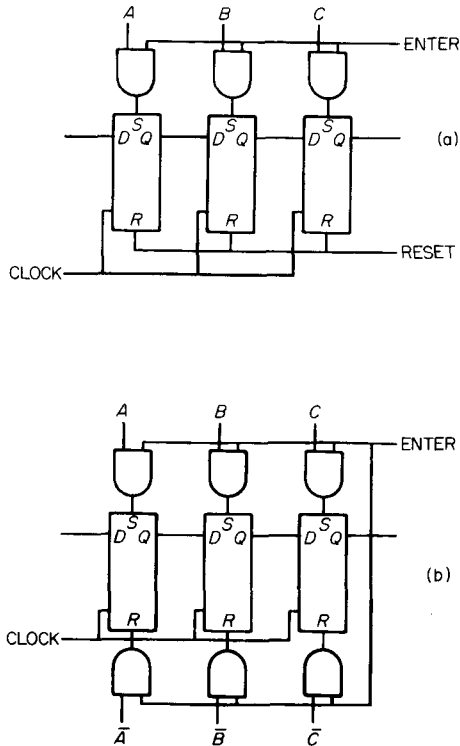 A B C
ENTER
S S S
D Q D Q D Q
(a)
R R R
RESET
CLOCK
A B C
ENTER
S S S
D Q D Q D Q
(b)
R R R
CLOCK
Ā B̄ C̄